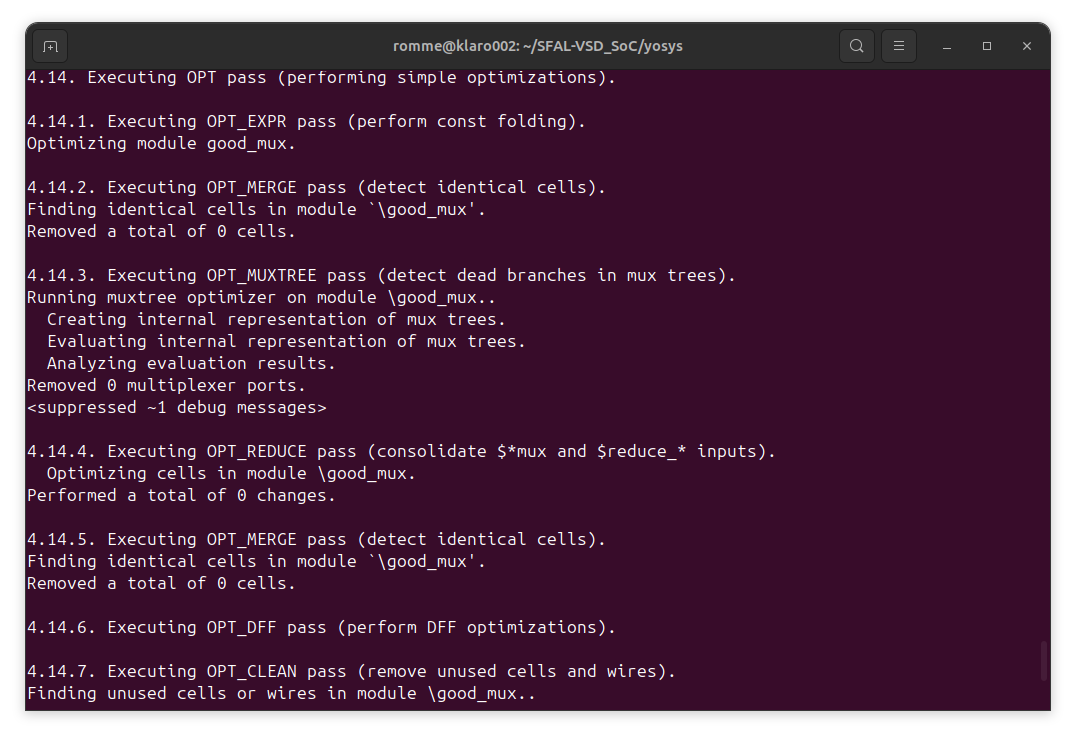 romme@klaro002: ~/SFAL-VSD_SoC/yosys
4.14. Executing OPT pass (performing simple optimizations).
4.14.1. Executing OPT_EXPR pass (perform const folding).
Optimizing module good_mux.
4.14.2. Executing OPT_MERGE pass (detect identical cells).
Finding identical cells in module `\good_mux'.
Removed a total of 0 cells.
4.14.3. Executing OPT_MUXTREE pass (detect dead branches in mux trees).
Running muxtree optimizer on module \good_mux..
  Creating internal representation of mux trees.
  Evaluating internal representation of mux trees.
  Analyzing evaluation results.
Removed 0 multiplexer ports.
<suppressed ~1 debug messages>
4.14.4. Executing OPT_REDUCE pass (consolidate $*mux and $reduce_* inputs).
  Optimizing cells in module \good_mux.
Performed a total of 0 changes.
4.14.5. Executing OPT_MERGE pass (detect identical cells).
Finding identical cells in module `\good_mux'.
Removed a total of 0 cells.
4.14.6. Executing OPT_DFF pass (perform DFF optimizations).
4.14.7. Executing OPT_CLEAN pass (remove unused cells and wires).
Finding unused cells or wires in module \good_mux..